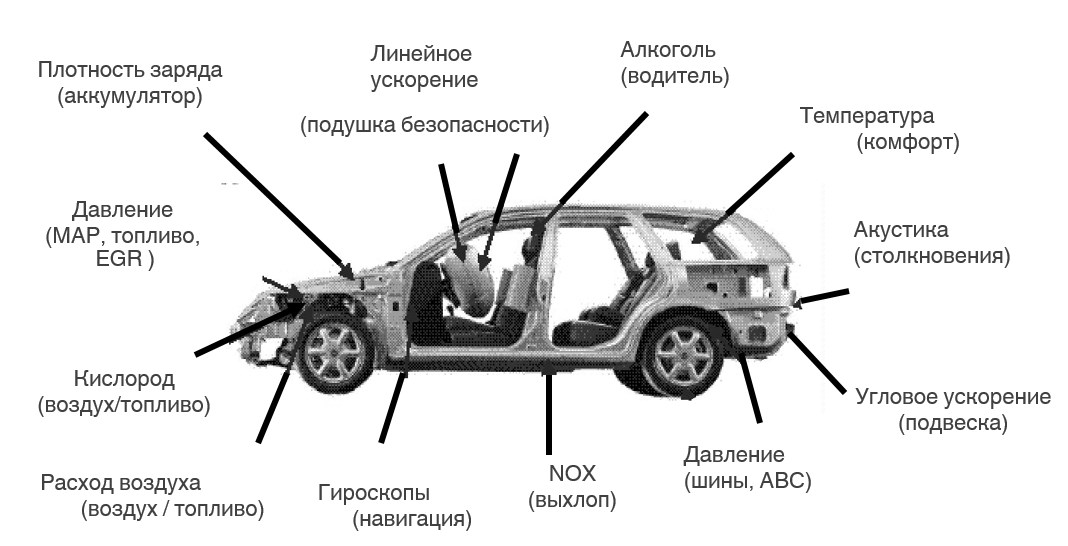 Плотность заряда
(аккумулятор)
Линейное
ускорение
(подушка безопасности)
Алкоголь
(водитель)
Температура
(комфорт)
Давление
(MAP, топливо,
EGR )
Акустика
(столкновения)
Кислород
(воздух/топливо)
Угловое ускорение
(подвеска)
Расход воздуха
(воздух / топливо)
Гироскопы
(навигация)
NOX
(выхлоп)
Давление
(шины, АВС)